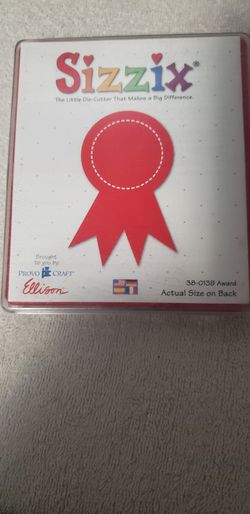 Sizzix®
The Little Die-Cutter That Makes a Big Difference.
Brought
to you by:
PROVO CRAFT
Ellison
38-0139 Award
Actual Size on Back